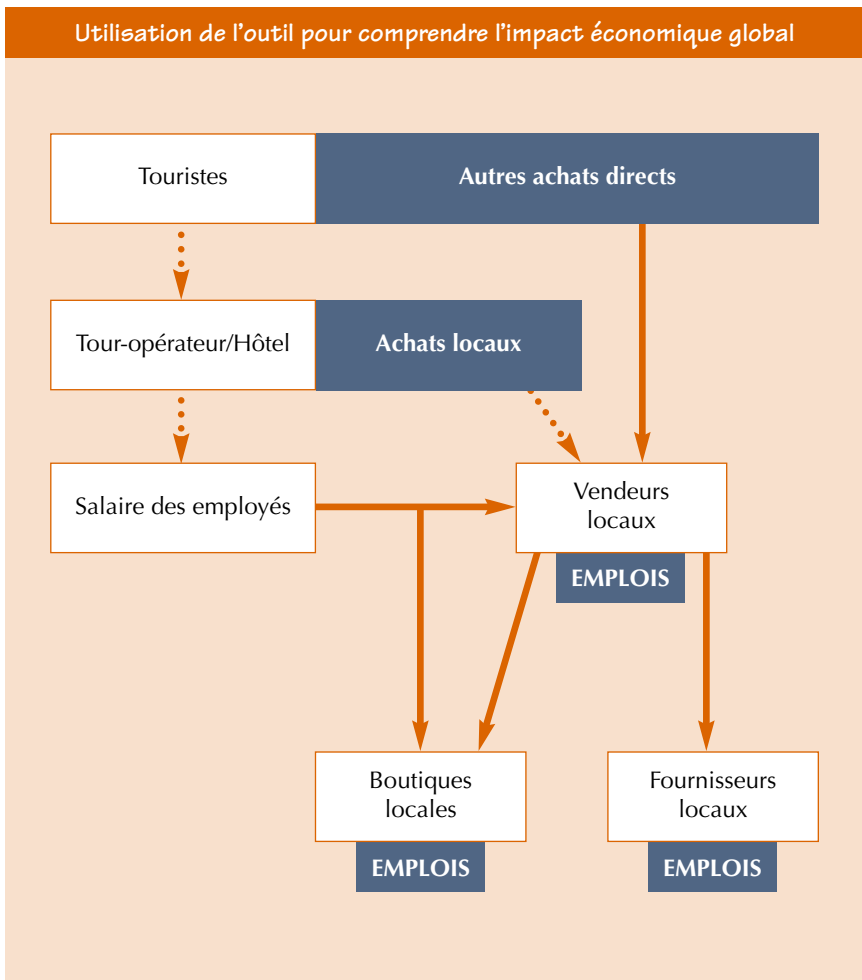 Utilisation de l'outil pour comprendre l'impact économique global
Touristes
Autres achats directs
Tour-opérateur/Hôtel
Achats locaux
Salaire des employés
Vendeurs
locaux
EMPLOIS
Boutiques
locales
EMPLOIS
Fournisseurs
locaux
EMPLOIS